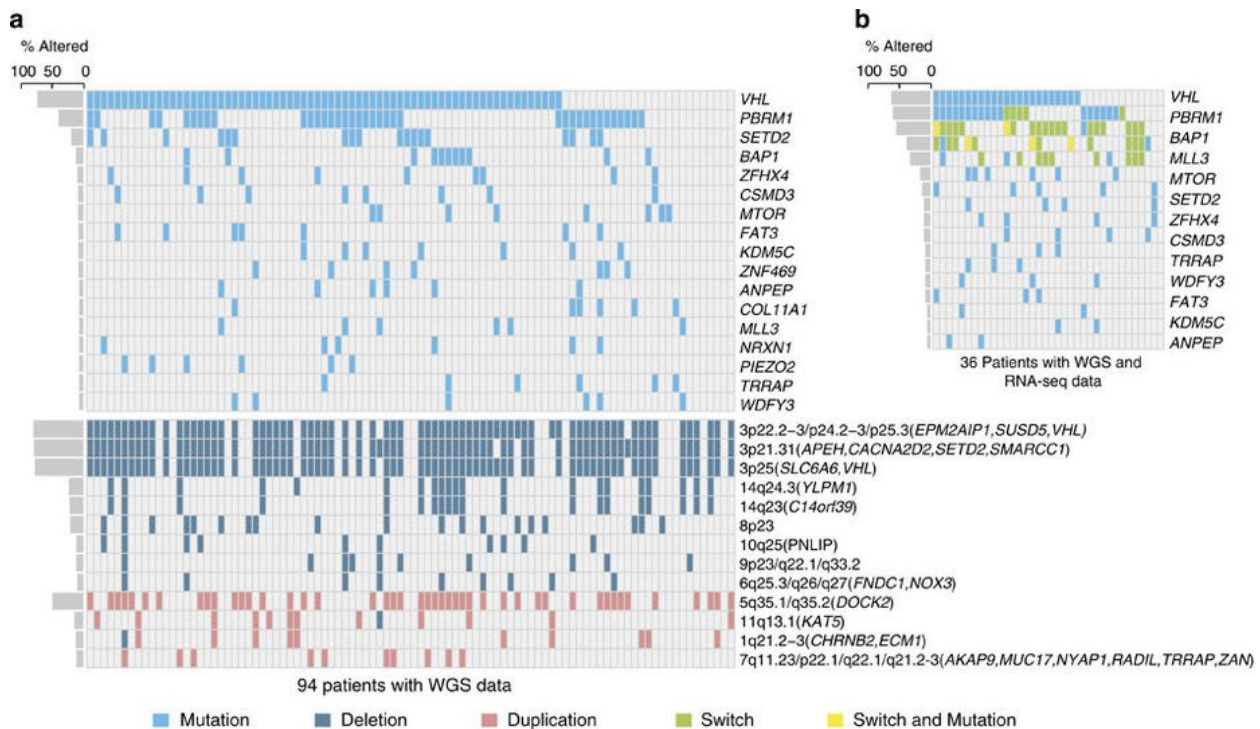 a
% Altered
100 50 0
VHL
PBRM1
SETD2
BAP1
ZFHX4
CSMD3
MTOR
FAT3
KDM5C
ZNF469
ANPEP
COL11A1
MLL3
NRXN1
PIEZO2
TRRAP
WDFY3
3p22.2–3/p24.2–3/p25.3(EPM2AIP1,SUSD5,VHL)
3p21.31(APEH,CACNA2D2,SETD2,SMARCC1)
3p25(SLC6A6,VHL)
14q24.3(YLPM1)
14q23(C14orf39)
8p23
10q25(PNLIP)
9p23/q22.1/q33.2
6q25.3/q26/q27(FNDC1,NOX3)
5q35.1/q35.2(DOCK2)
11q13.1(KAT5)
1q21.2–3(CHRNB2,ECM1)
7q11.23/p22.1/q22.1/q21.2-3(AKAP9,MUC17,NYAP1,RADIL,TRRAP,ZAN)
94 patients with WGS data
b
% Altered
100 50 0
VHL
PBRM1
BAP1
MLL3
MTOR
SETD2
ZFHX4
CSMD3
TRRAP
WDFY3
FAT3
KDM5C
ANPEP
36 Patients with WGS and
RNA-seq data
Mutation Deletion Duplication Switch Switch and Mutation